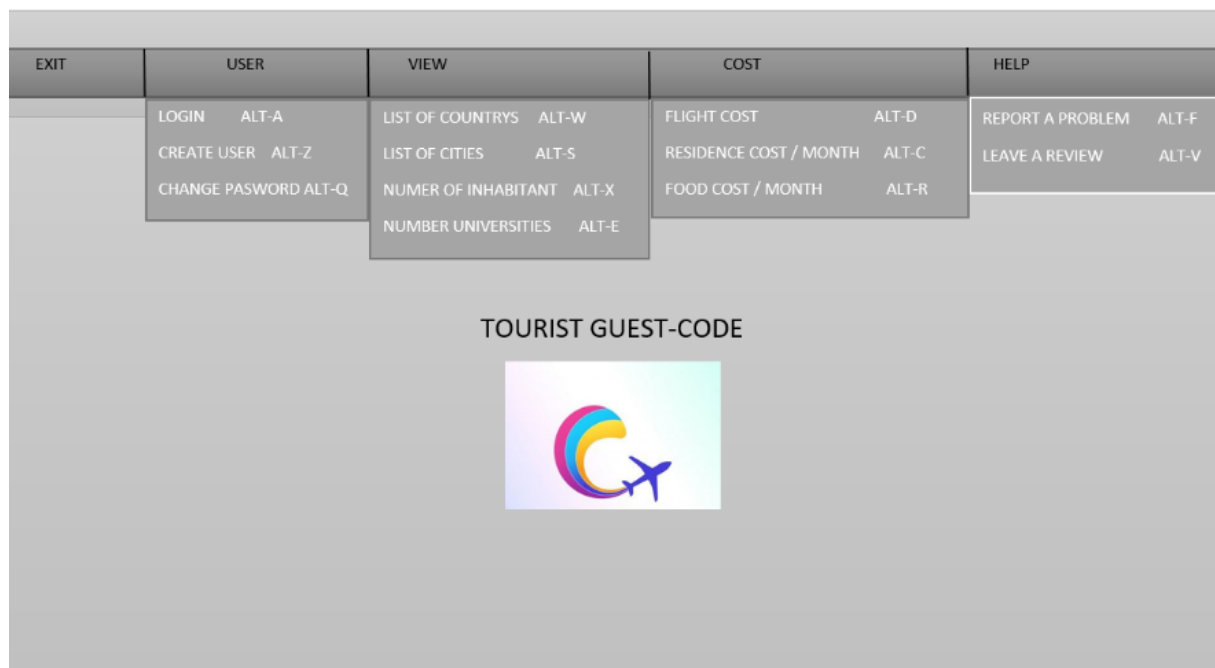 EXIT USER VIEW COST HELP
LOGIN ALT-A
CREATE USER ALT-Z
CHANGE PASWORD ALT-Q
LIST OF COUNTRYS ALT-W
LIST OF CITIES ALT-S
NUMER OF INHABITANT ALT-X
NUMBER UNIVERSITIES ALT-E
FLIGHT COST ALT-D
RESIDENCE COST / MONTH ALT-C
FOOD COST / MONTH ALT-R
REPORT A PROBLEM ALT-F
LEAVE A REVIEW ALT-V
TOURIST GUEST-CODE